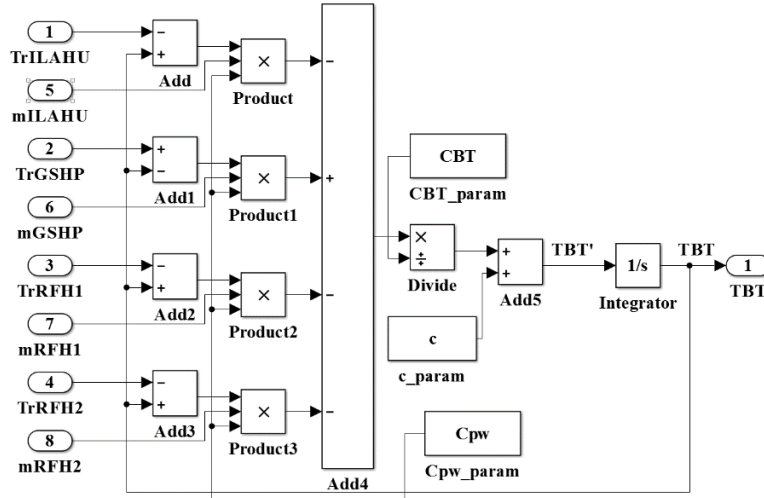 1
TrILAHU
5
mILAHU
2
TrGSHP
6
mGSHP
3
TrRFH1
7
mRFH1
4
TrRFH2
8
mRFH2
−
+
Add
+
−
Add1
−
+
Add2
−
+
Add3
×
Product
×
Product1
×
Product2
×
Product3
−
+
−
−
Add4
CBT
CBT_param
×
÷
Divide
+
+
Add5
c
c_param
Cpw
Cpw_param
TBT'
1/s
Integrator
TBT
1
TBT